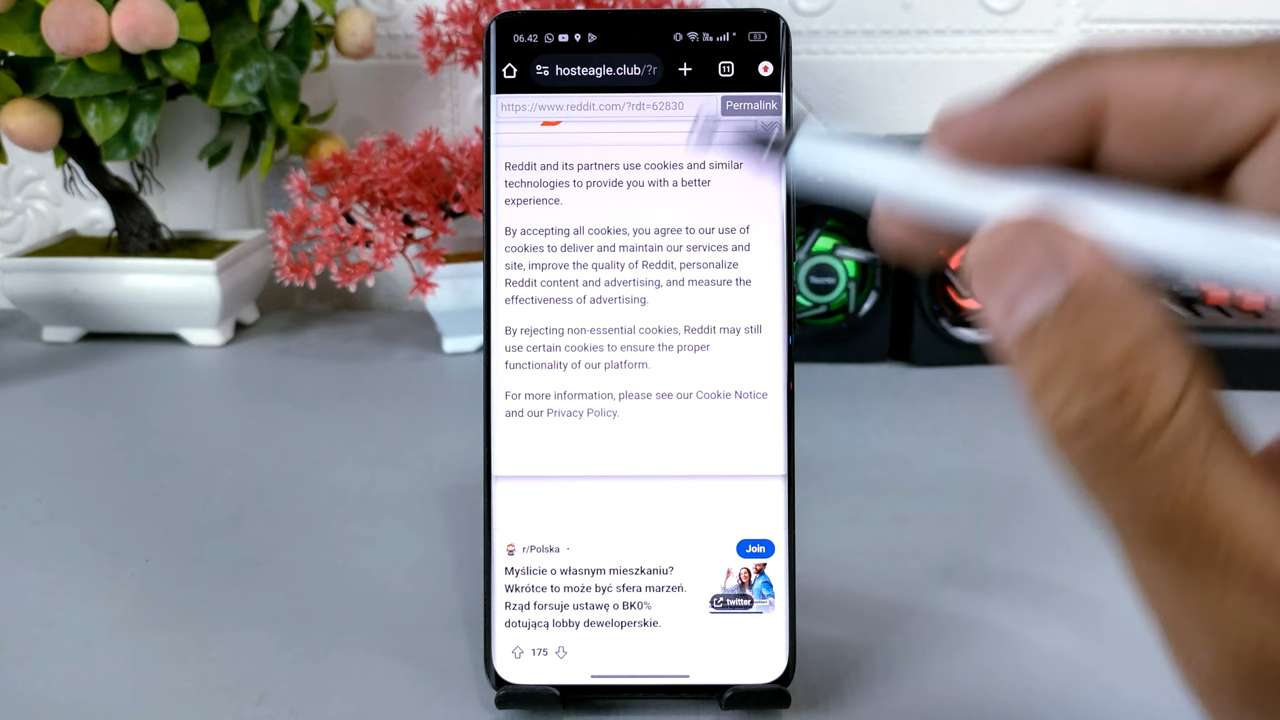 06.42
83
hosteagle.club/?r
11
https://www.reddit.com/?rdt=62830
Permalink
Reddit and its partners use cookies and similar
technologies to provide you with a better
experience.
By accepting all cookies, you agree to our use of
cookies to deliver and maintain our services and
site, improve the quality of Reddit, personalize
Reddit content and advertising, and measure the
effectiveness of advertising.
By rejecting non-essential cookies, Reddit may still
use certain cookies to ensure the proper
functionality of our platform.
For more information, please see our Cookie Notice
and our Privacy Policy.
r/Polska ·
Join
Myślicie o własnym mieszkaniu?
Wkrótce to może być sfera marzeń.
Rząd forsuje ustawę o BK0%
dotującą lobby deweloperskie.
twitter
175